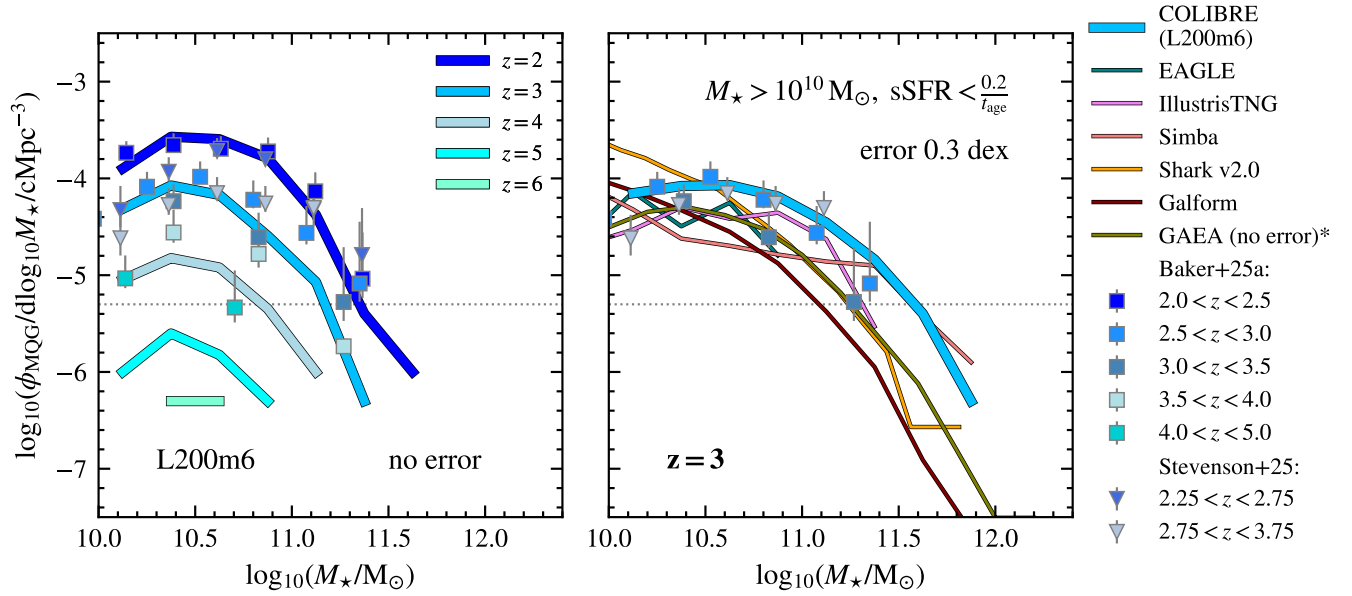 log₁₀(ϕ_MQG/dlog₁₀M⋆/cMpc⁻³)
−3
−4
−5
−6
−7
z = 2
z = 3
z = 4
z = 5
z = 6
L200m6
no error
10.0
10.5
11.0
11.5
12.0
log₁₀(M⋆/M⊙)
M⋆ > 10¹⁰ M⊙, sSFR < 0.2/t_age
error 0.3 dex
z = 3
10.0
10.5
11.0
11.5
12.0
log₁₀(M⋆/M⊙)
COLIBRE
(L200m6)
EAGLE
IllustrisTNG
Simba
Shark v2.0
Galform
GAEA (no error)*
Baker+25a:
2.0 < z < 2.5
2.5 < z < 3.0
3.0 < z < 3.5
3.5 < z < 4.0
4.0 < z < 5.0
Stevenson+25:
2.25 < z < 2.75
2.75 < z < 3.75